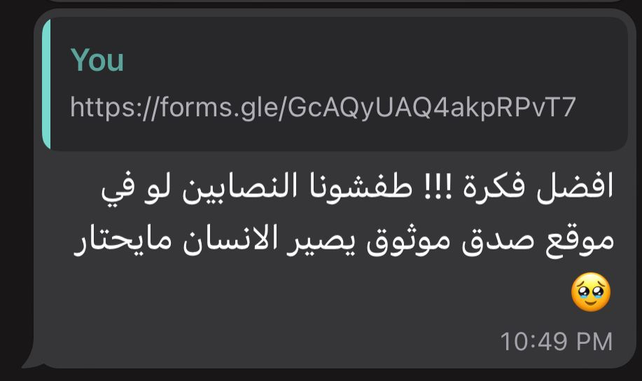 You
https://forms.gle/GcAQyUAQ4akpRPvT7
افضل فكرة !!! طفشونا النصابين لو في
موقع صدق موثوق يصير الانسان مايحتار
🥹
10:49 PM